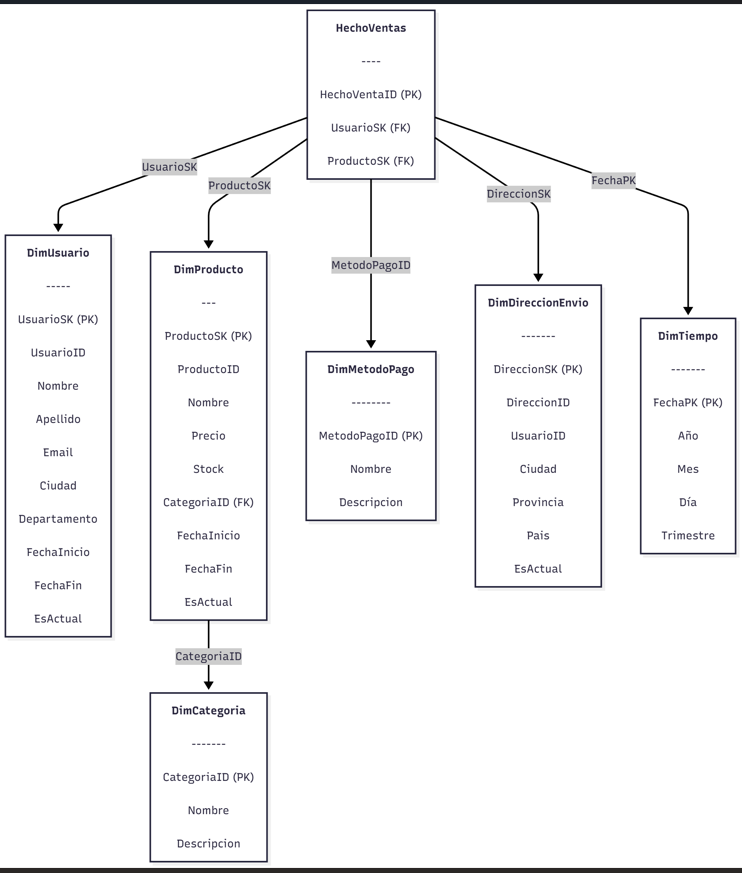 HechoVentas
----
HechoVentaID (PK)
UsuarioSK (FK)
ProductoSK (FK)
UsuarioSK
ProductoSK
MetodoPagoID
DireccionSK
FechaPK
DimUsuario
-----
UsuarioSK (PK)
UsuarioID
Nombre
Apellido
Email
Ciudad
Departamento
FechaInicio
FechaFin
EsActual
DimProducto
---
ProductoSK (PK)
ProductoID
Nombre
Precio
Stock
CategoriaID (FK)
FechaInicio
FechaFin
EsActual
DimMetodoPago
--------
MetodoPagoID (PK)
Nombre
Descripcion
DimDireccionEnvio
-------
DireccionSK (PK)
DireccionID
UsuarioID
Ciudad
Provincia
Pais
EsActual
DimTiempo
-------
FechaPK (PK)
Año
Mes
Día
Trimestre
CategoriaID
DimCategoria
-------
CategoriaID (PK)
Nombre
Descripcion